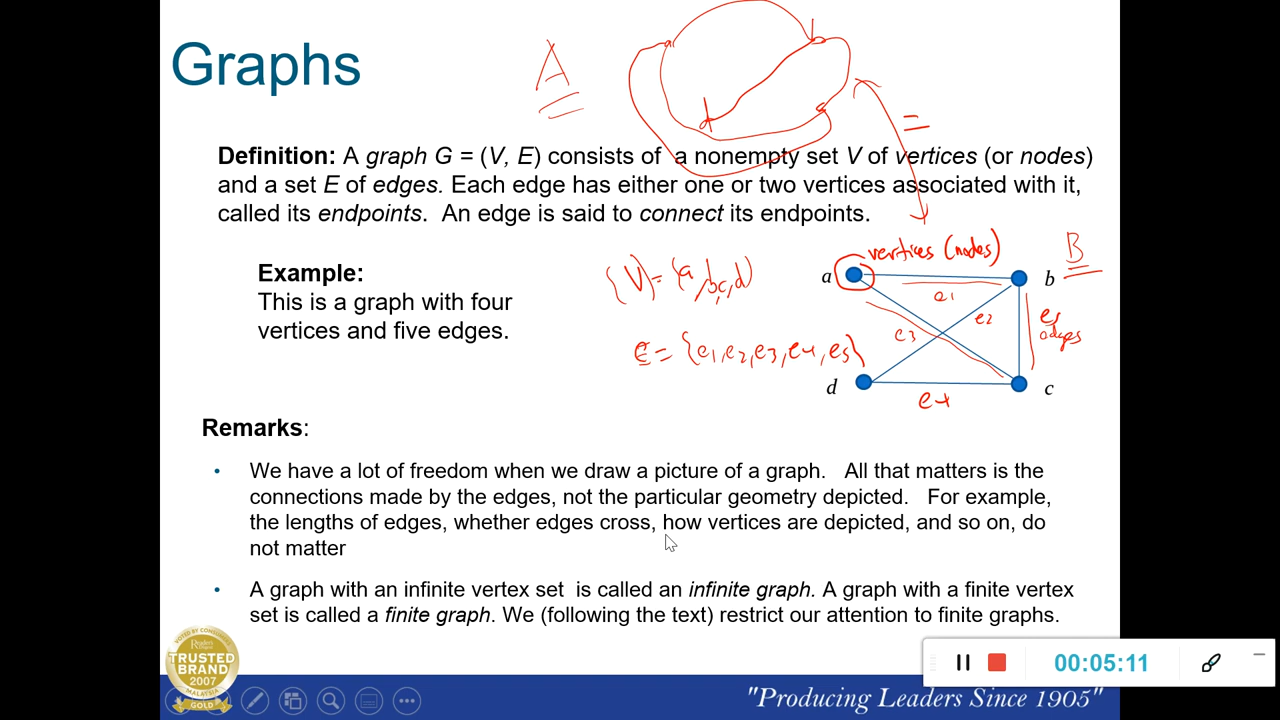 Graphs
A
a
b
d
c
=
Definition: A graph G = (V, E) consists of a nonempty set V of vertices (or nodes)
and a set E of edges. Each edge has either one or two vertices associated with it,
called its endpoints. An edge is said to connect its endpoints.
Example:
This is a graph with four
vertices and five edges.
{V} = {a, b, c, d}
E = {e1, e2, e3, e4, e5}
vertices (nodes)
B
a
b
e1
e2
e3
e5
edges
d
c
e4
Remarks:
• We have a lot of freedom when we draw a picture of a graph. All that matters is the
connections made by the edges, not the particular geometry depicted. For example,
the lengths of edges, whether edges cross, how vertices are depicted, and so on, do
not matter
• A graph with an infinite vertex set is called an infinite graph. A graph with a finite vertex
set is called a finite graph. We (following the text) restrict our attention to finite graphs.
Reader's Digest
TRUSTED
BRAND
2007
MALAYSIA
GOLD
00:05:11
"Producing Leaders Since 1905"